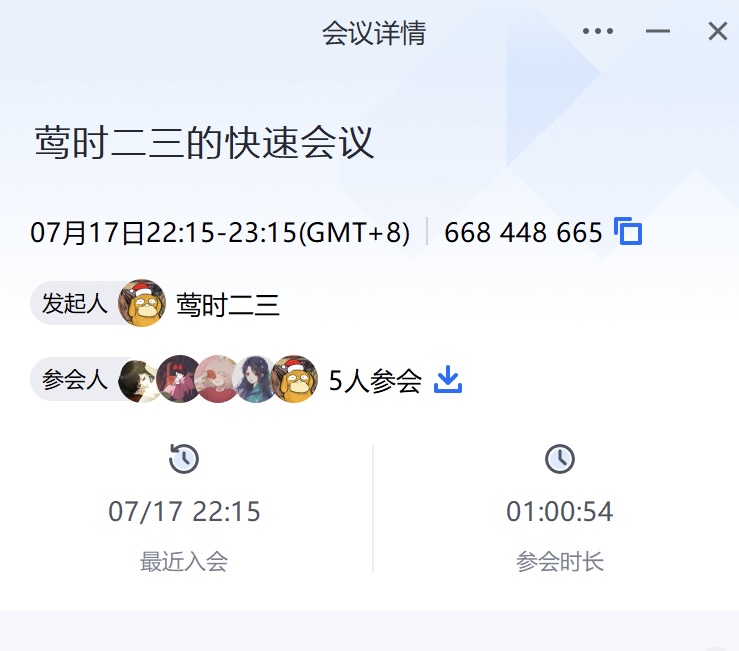 会议详情
莺时二三的快速会议
07月17日22:15-23:15(GMT+8) 668 448 665
发起人 莺时二三
参会人 5人参会
07/17 22:15 01:00:54
最近入会 参会时长